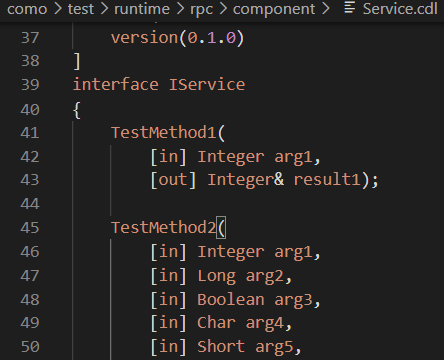 como > test > runtime > rpc > component > Service.cdl
37 version(0.1.0)
38 ]
39 interface IService
40 {
41 TestMethod1(
42 [in] Integer arg1,
43 [out] Integer& result1);
44
45 TestMethod2(
46 [in] Integer arg1,
47 [in] Long arg2,
48 [in] Boolean arg3,
49 [in] Char arg4,
50 [in] Short arg5,